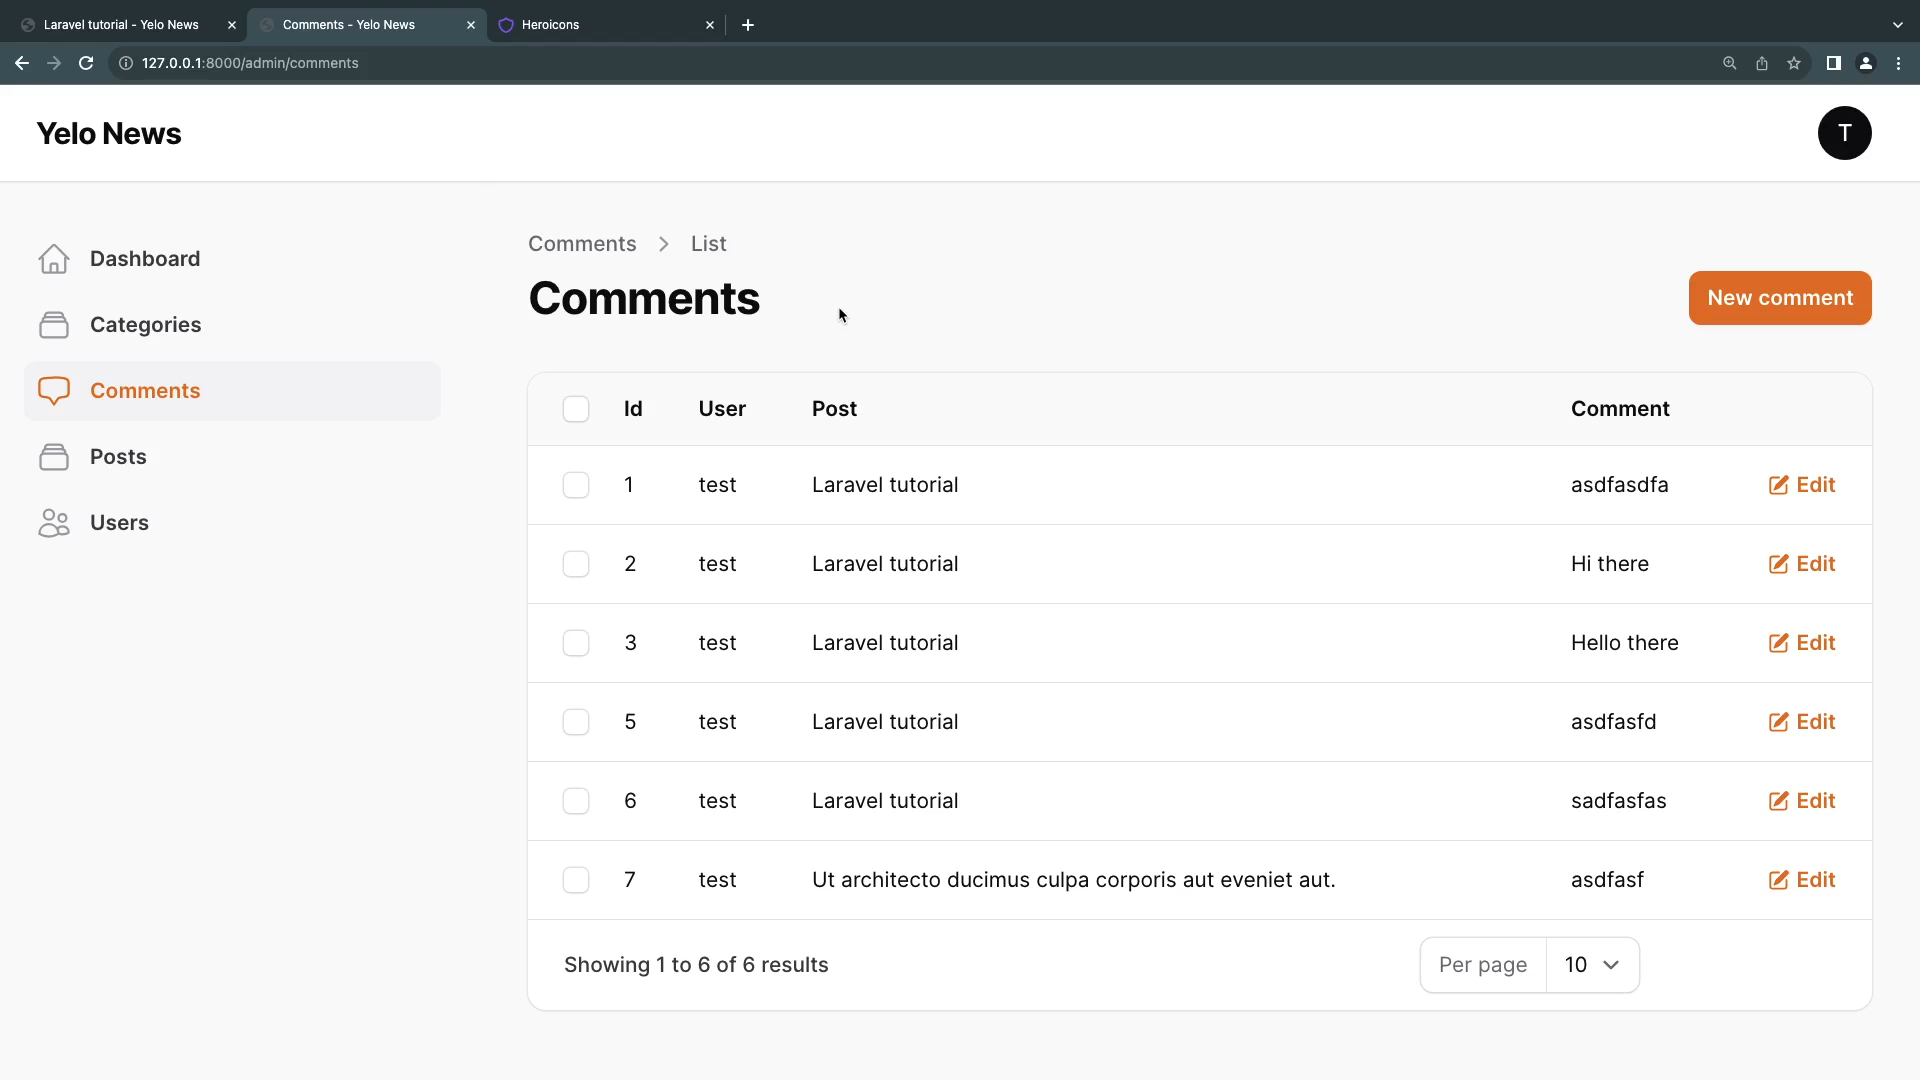 Laravel tutorial - Yelo News
Comments - Yelo News
Heroicons
127.0.0.1:8000/admin/comments
Yelo News
T
Dashboard
Categories
Comments
Posts
Users
Comments > List
Comments
New comment
Id User Post Comment
1 test Laravel tutorial asdfasdfa Edit
2 test Laravel tutorial Hi there Edit
3 test Laravel tutorial Hello there Edit
5 test Laravel tutorial asdfasfd Edit
6 test Laravel tutorial sadfasfas Edit
7 test Ut architecto ducimus culpa corporis aut eveniet aut. asdfasf Edit
Showing 1 to 6 of 6 results
Per page 10